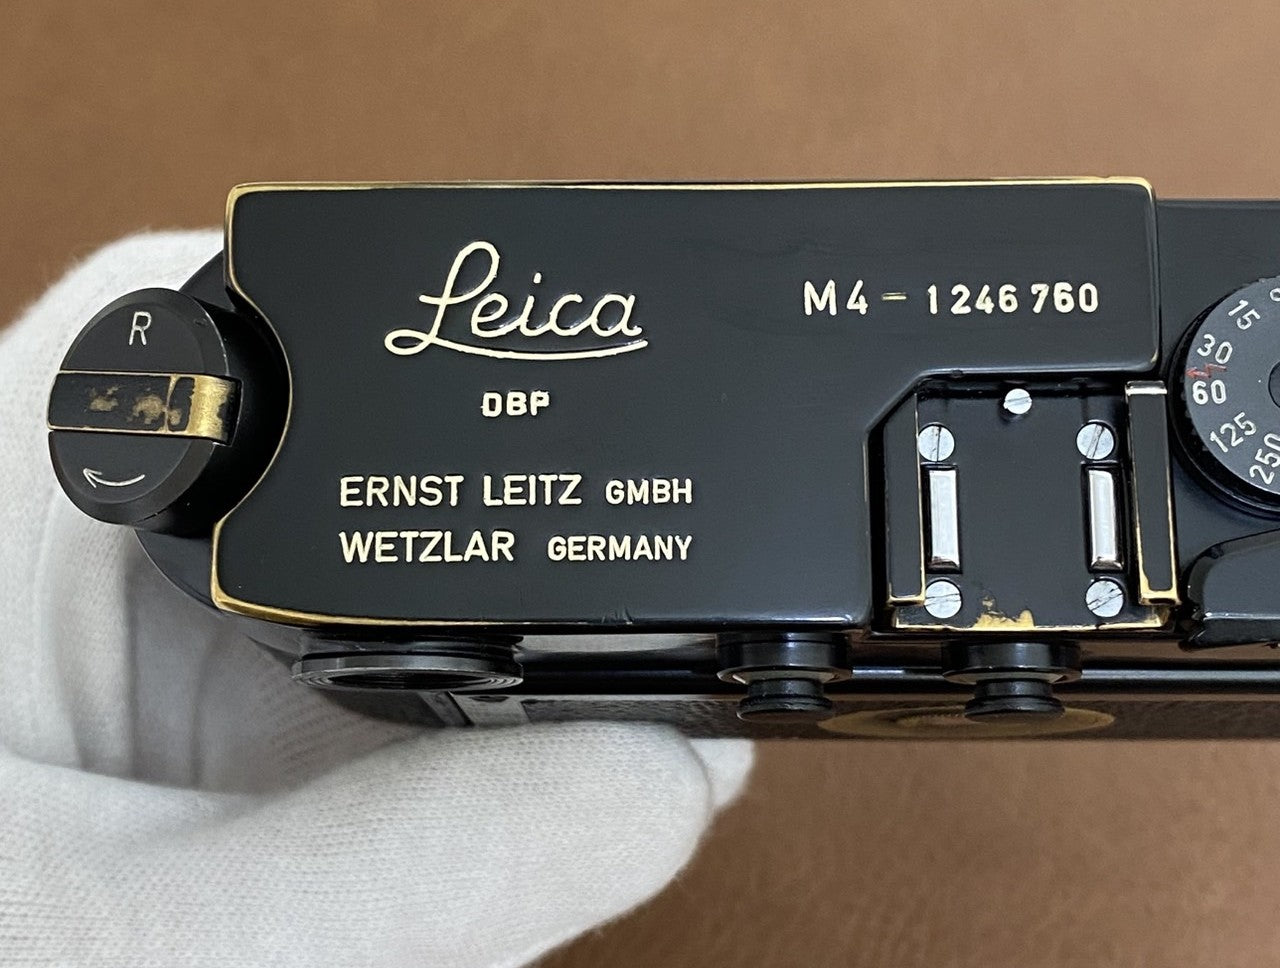 R
Leica
DBP
ERNST LEITZ GMBH
WETZLAR GERMANY
M4-1246760
15
30
60
125
250